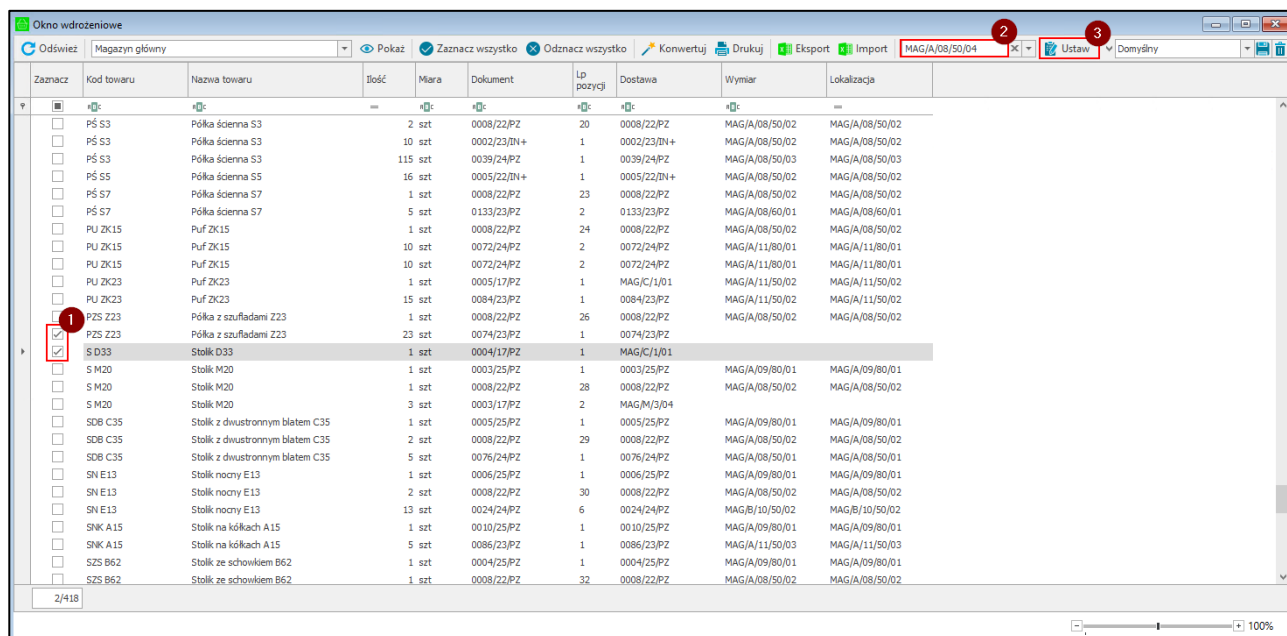 Okno wdrożeniowe
2 3
Odśwież Magazyn główny Pokaż Zaznacz wszystko Odznacz wszystko Konwertuj Drukuj Eksport Import MAG/A/08/50/04 Ustaw Domyślny
Zaznacz Kod towaru Nazwa towaru Ilość Miara Dokument Lp pozycji Dostawa Wymiar Lokalizacja
PŚ S3 Półka ścienna S3 2 szt 0008/22/PZ 20 0008/22/PZ MAG/A/08/50/02 MAG/A/08/50/02
PŚ S3 Półka ścienna S3 10 szt 0002/23/IN+ 1 0002/23/IN+ MAG/A/08/50/02 MAG/A/08/50/02
PŚ S3 Półka ścienna S3 115 szt 0039/24/PZ 1 0039/24/PZ MAG/A/08/50/03 MAG/A/08/50/03
PŚ S5 Półka ścienna S5 16 szt 0005/22/IN+ 1 0005/22/IN+ MAG/A/08/50/02 MAG/A/08/50/02
PŚ S7 Półka ścienna S7 1 szt 0008/22/PZ 23 0008/22/PZ MAG/A/08/50/02 MAG/A/08/50/02
PŚ S7 Półka ścienna S7 5 szt 0133/23/PZ 2 0133/23/PZ MAG/A/08/60/01 MAG/A/08/60/01
PU ZK15 Puf ZK15 1 szt 0008/22/PZ 24 0008/22/PZ MAG/A/08/50/02 MAG/A/08/50/02
PU ZK15 Puf ZK15 10 szt 0072/24/PZ 2 0072/24/PZ MAG/A/11/80/01 MAG/A/11/80/01
PU ZK15 Puf ZK15 10 szt 0072/24/PZ 2 0072/24/PZ MAG/A/11/80/01 MAG/A/11/80/01
PU ZK23 Puf ZK23 1 szt 0005/17/PZ 1 MAG/C/1/01 MAG/A/11/50/02 MAG/A/11/50/02
PU ZK23 Puf ZK23 15 szt 0084/23/PZ 1 0084/23/PZ MAG/A/11/50/02 MAG/A/11/50/02
PZS Z23 Półka z szufladami Z23 1 szt 0008/22/PZ 26 0008/22/PZ MAG/A/08/50/02 MAG/A/08/50/02
1
PZS Z23 Półka z szufladami Z23 23 szt 0074/23/PZ 1 0074/23/PZ
S D33 Stolik D33 1 szt 0004/17/PZ 1 MAG/C/1/01
S M20 Stolik M20 1 szt 0003/25/PZ 1 0003/25/PZ MAG/A/09/80/01 MAG/A/09/80/01
S M20 Stolik M20 1 szt 0008/22/PZ 28 0008/22/PZ MAG/A/08/50/02 MAG/A/08/50/02
S M20 Stolik M20 3 szt 0003/17/PZ 2 MAG/M/3/04
SDB C35 Stolik z dwustronnym blatem C35 1 szt 0005/25/PZ 1 0005/25/PZ MAG/A/09/80/01 MAG/A/09/80/01
SDB C35 Stolik z dwustronnym blatem C35 2 szt 0008/22/PZ 29 0008/22/PZ MAG/A/08/50/02 MAG/A/08/50/02
SDB C35 Stolik z dwustronnym blatem C35 5 szt 0076/24/PZ 1 0076/24/PZ MAG/A/08/50/02 MAG/A/08/50/02
SN E13 Stolik nocny E13 1 szt 0006/25/PZ 1 0006/25/PZ MAG/A/09/80/01 MAG/A/09/80/01
SN E13 Stolik nocny E13 2 szt 0008/22/PZ 30 0008/22/PZ MAG/A/08/50/02 MAG/A/08/50/02
SN E13 Stolik nocny E13 13 szt 0024/24/PZ 6 0024/24/PZ MAG/B/10/50/02 MAG/B/10/50/02
SNK A15 Stolik na kółkach A15 1 szt 0010/25/PZ 1 0010/25/PZ MAG/A/09/80/01 MAG/A/09/80/01
SNK A15 Stolik na kółkach A15 5 szt 0086/23/PZ 1 0086/23/PZ MAG/A/11/50/03 MAG/A/11/50/03
SZS B62 Stolik ze schowkiem B62 1 szt 0004/25/PZ 1 0004/25/PZ MAG/A/09/80/01 MAG/A/09/80/01
SZS B62 Stolik ze schowkiem B62 1 szt 0008/22/PZ 32 0008/22/PZ MAG/A/08/50/02 MAG/A/08/50/02
2/418
100%